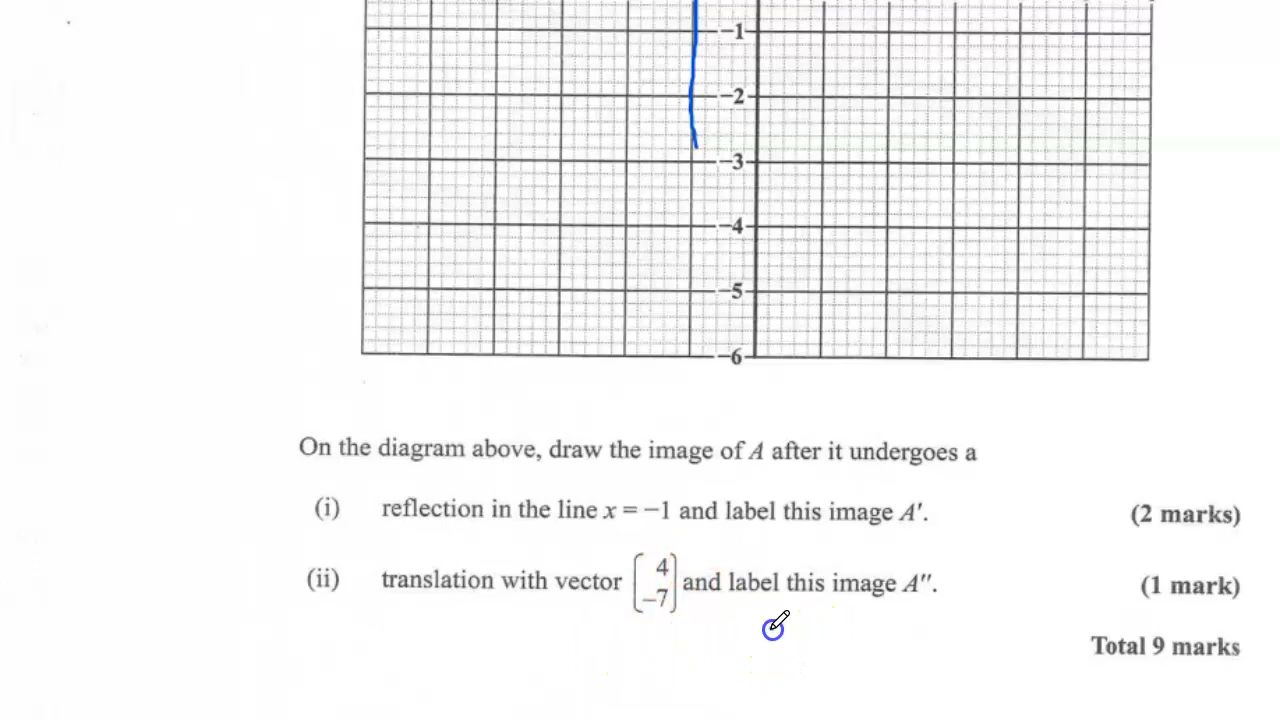 −1
−2
−3
−4
−5
−6
On the diagram above, draw the image of A after it undergoes a
(i) reflection in the line x = −1 and label this image A′. (2 marks)
(ii) translation with vector [4 −7] and label this image A″. (1 mark)
Total 9 marks